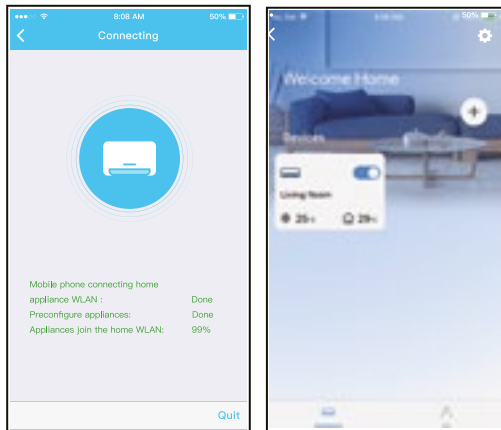 8:08 AM
50%
Connecting
Mobile phone connecting home
appliance WLAN :
Done
Preconfigure appliances:
Done
Appliances join the home WLAN:
99%
Quit
50%
Welcome Home
Devices
Living Room
25
29